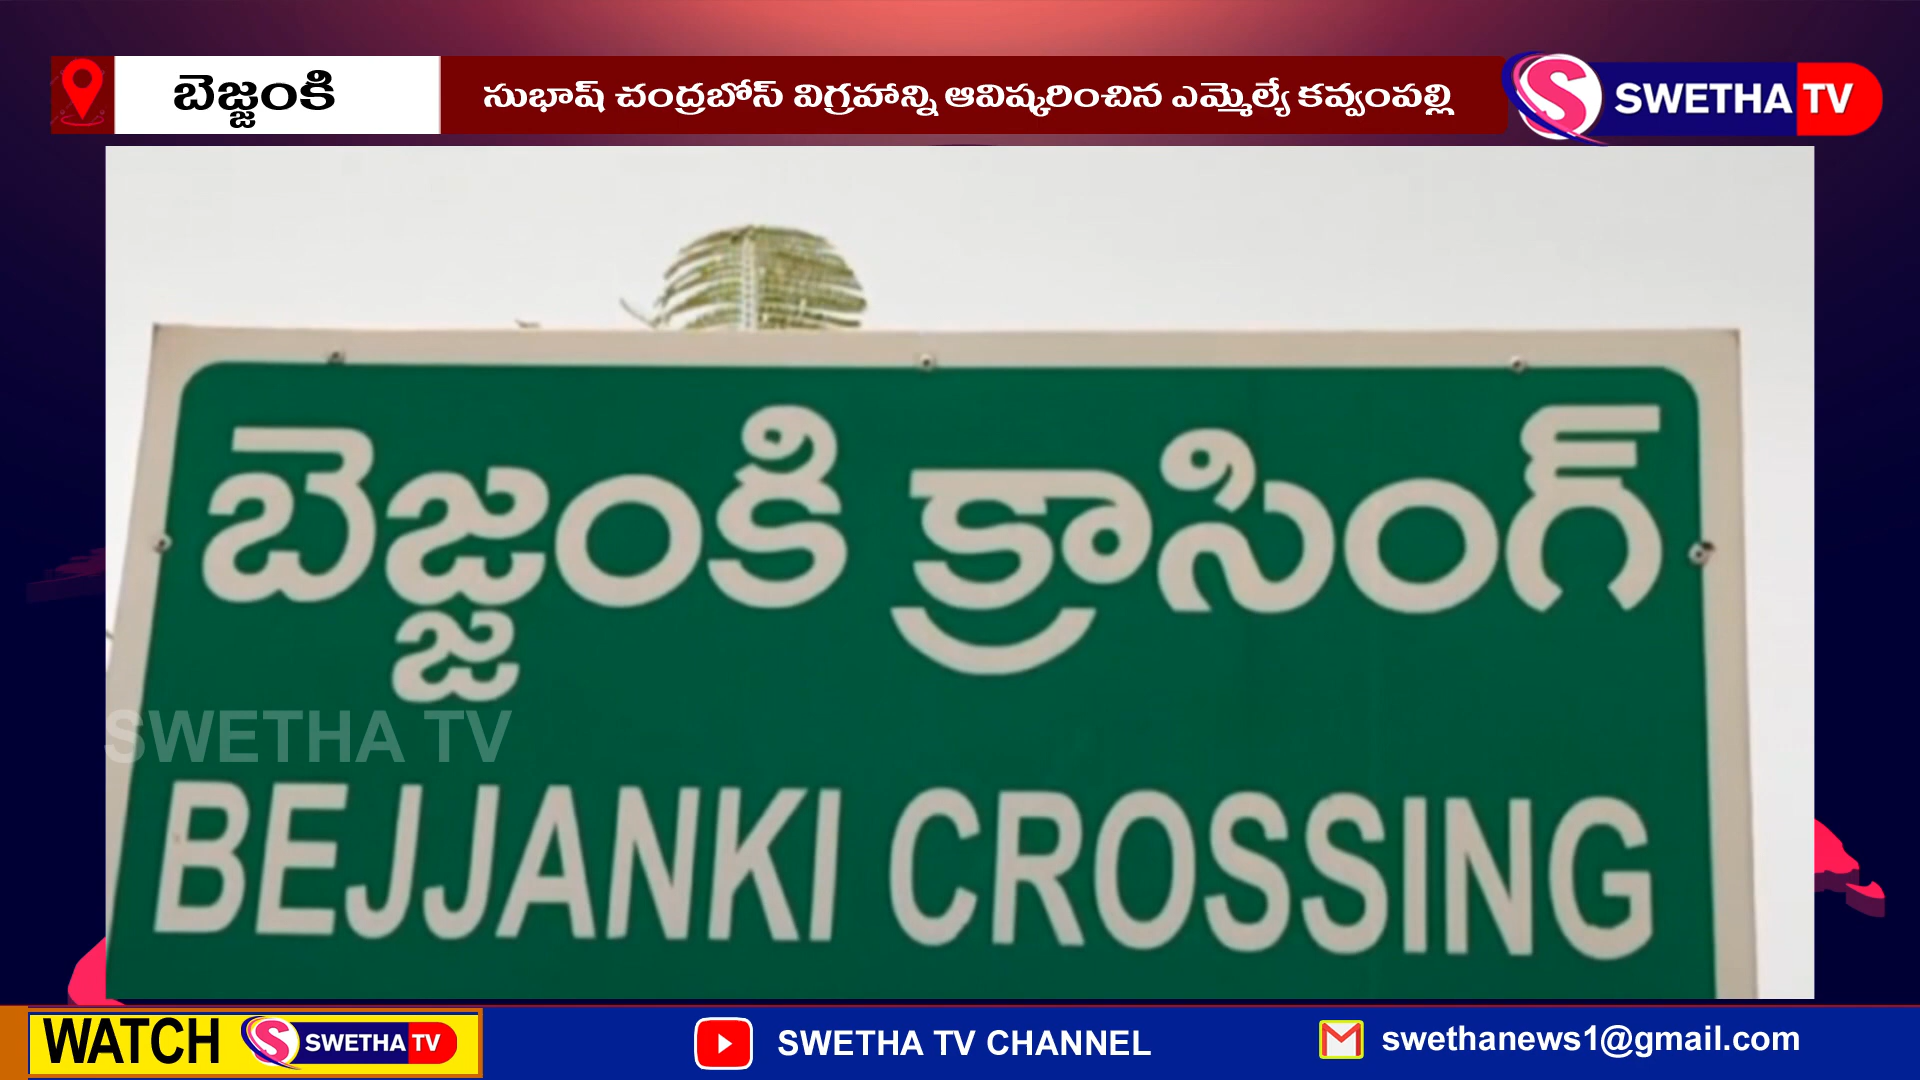 బెజ్జంకి
సుభాష్ చంద్రబోస్ విగ్రహాన్ని ఆవిష్కరించిన ఎమ్మెల్యే కవ్వంపల్లి
S SWETHA TV
బెజ్జంకి క్రాసింగ్
SWETHA TV
BEJJANKI CROSSING
WATCH S SWETHA TV
SWETHA TV CHANNEL
swethanews1@gmail.com